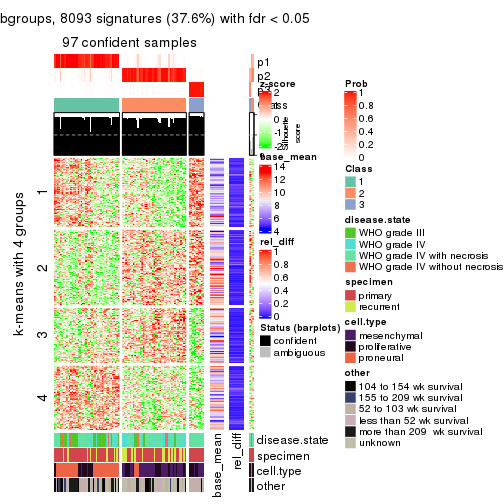 bgroups, 8093 signatures (37.6%) with fdr < 0.05
97 confident samples
p1
p2
p3
Class
Silhouette
score
k-means with 4 groups
1
2
3
4
base_mean
rel_diff
disease.state
specimen
cell.type
other
z-score
2
1
0
-1
-2
base_mean
14
12
10
8
6
4
rel_diff
1
0.8
0.6
0.4
0.2
0
Status (barplots)
confident
ambiguous
Prob
1
0.8
0.6
0.4
0.2
0
Class
1
2
3
disease.state
WHO grade III
WHO grade IV
WHO grade IV with necrosis
WHO grade IV without necrosis
specimen
primary
recurrent
cell.type
mesenchymal
proliferative
proneural
other
104 to 154 wk survival
155 to 209 wk survival
52 to 103 wk survival
less than 52 wk survival
more than 209  wk survival
unknown